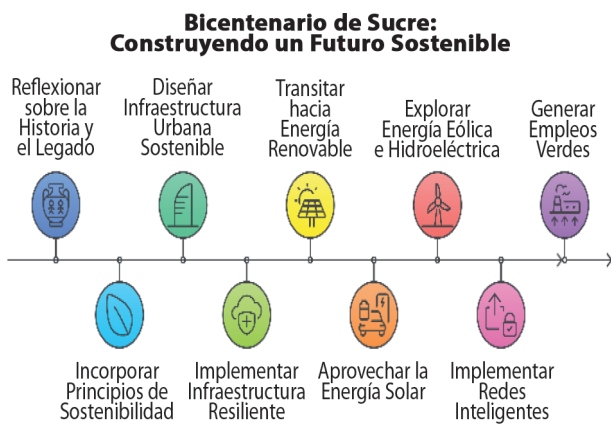 Bicentenario de Sucre:
Construyendo un Futuro Sostenible
Reflexionar
sobre la
Historia y
el Legado
Diseñar
Infraestructura
Urbana
Sostenible
Transitar
hacia
Energía
Renovable
Explorar
Energía Eólica
e Hidroeléctrica
Generar
Empleos
Verdes
Incorporar
Principios de
Sostenibilidad
Implementar
Infraestructura
Resiliente
Aprovechar la
Energía Solar
Implementar
Redes
Inteligentes